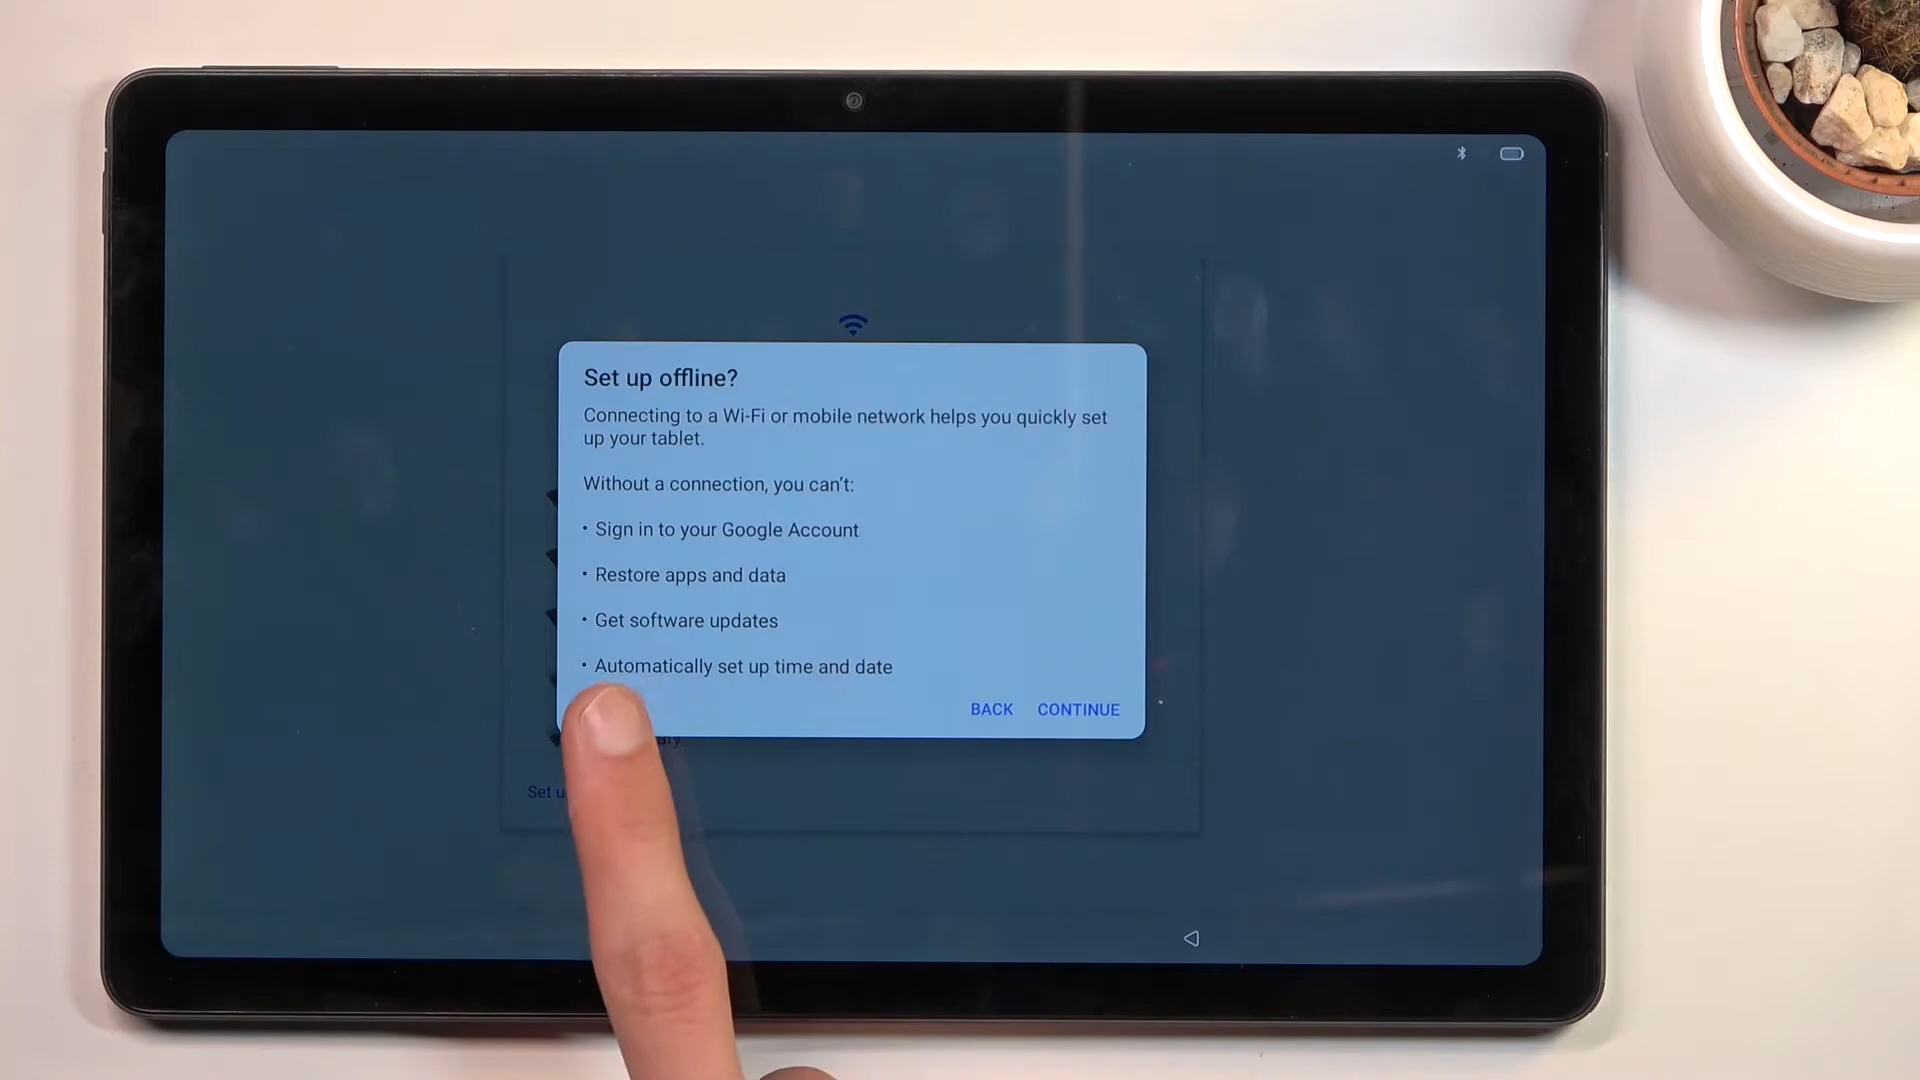 Set up offline?
Connecting to a Wi-Fi or mobile network helps you quickly set
up your tablet.
Without a connection, you can't:
• Sign in to your Google Account
• Restore apps and data
• Get software updates
• Automatically set up time and date
BACK CONTINUE
Set